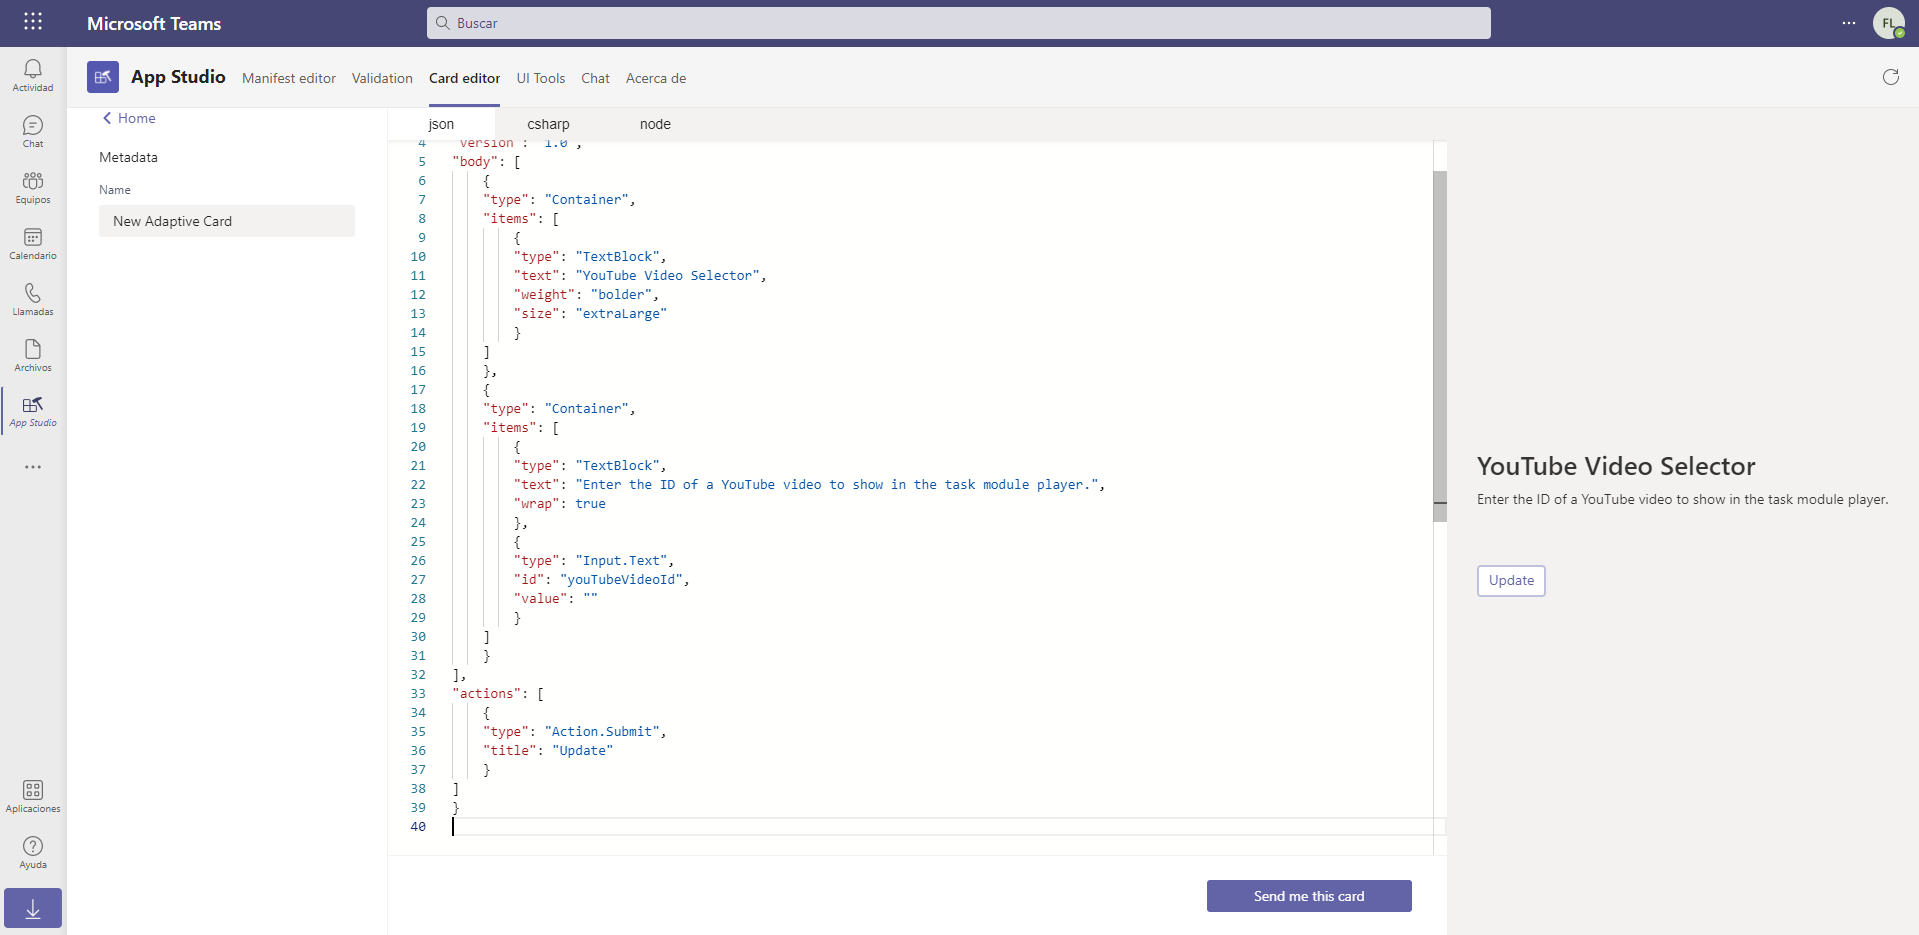 Microsoft Teams
Buscar
FL
Actividad
Chat
Equipos
Calendario
Llamadas
Archivos
App Studio
Aplicaciones
Ayuda
App Studio
Manifest editor
Validation
Card editor
UI Tools
Chat
Acerca de
Home
Metadata
Name
New Adaptive Card
json
csharp
node
4 "version": "1.0",
5 "body": [
6 {
7 "type": "Container",
8 "items": [
9 {
10 "type": "TextBlock",
11 "text": "YouTube Video Selector",
12 "weight": "bolder",
13 "size": "extraLarge"
14 }
15 ]
16 },
17 {
18 "type": "Container",
19 "items": [
20 {
21 "type": "TextBlock",
22 "text": "Enter the ID of a YouTube video to show in the task module player.",
23 "wrap": true
24 },
25 {
26 "type": "Input.Text",
27 "id": "youTubeVideoId",
28 "value": ""
29 }
30 ]
31 }
32 ],
33 "actions": [
34 {
35 "type": "Action.Submit",
36 "title": "Update"
37 }
38 ]
39 }
40
Send me this card
YouTube Video Selector
Enter the ID of a YouTube video to show in the task module player.
Update